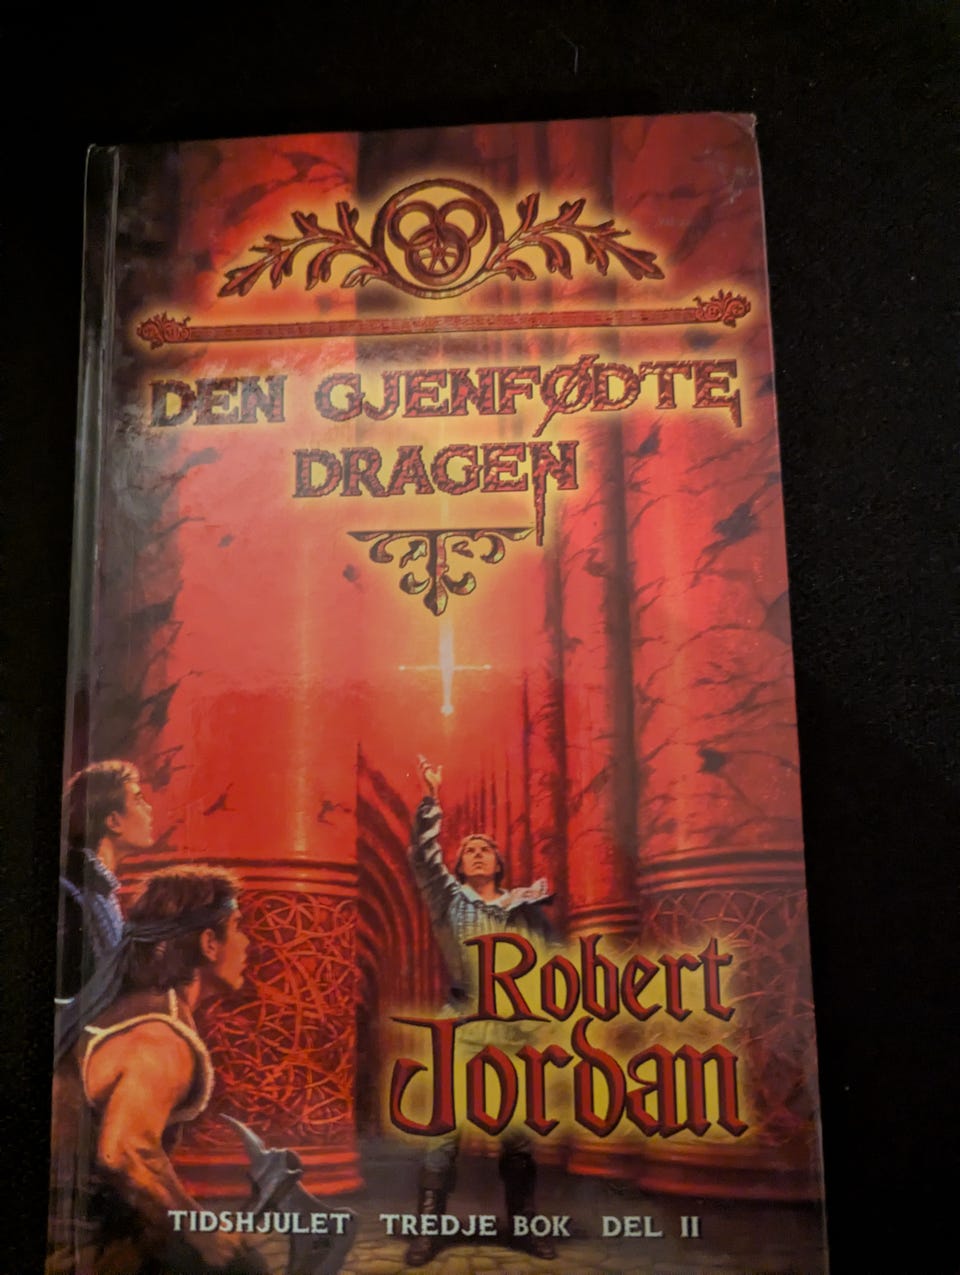 DEN GJENFØDTE
DRAGEN
Robert
Jordan
TIDSHJULET TREDJE BOK DEL II